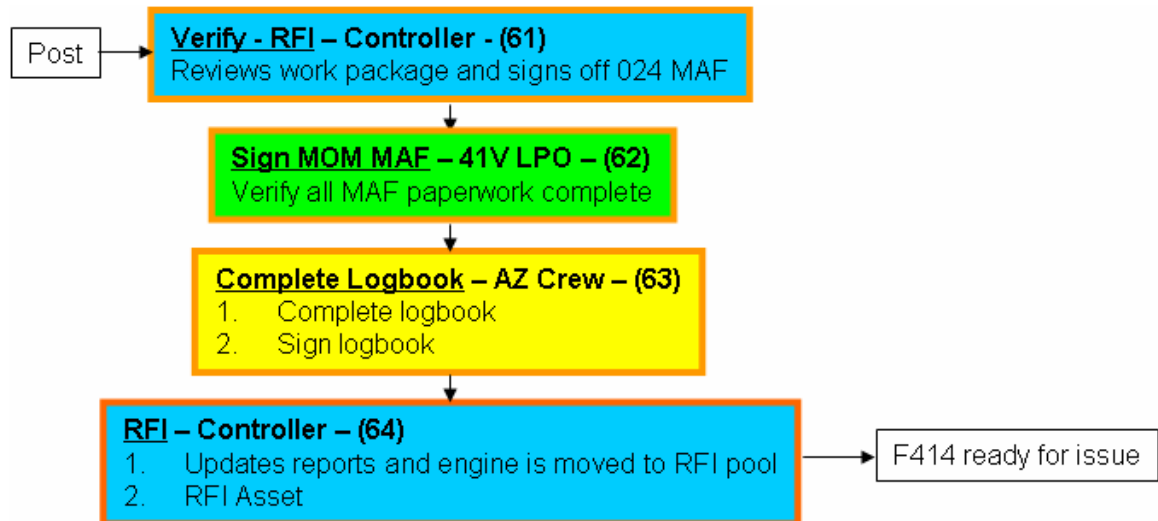 Post
Verify - RFI – Controller - (61)
Reviews work package and signs off 024 MAF
Sign MOM MAF – 41V LPO – (62)
Verify all MAF paperwork complete
Complete Logbook – AZ Crew – (63)
1. Complete logbook
2. Sign logbook
RFI – Controller – (64)
1. Updates reports and engine is moved to RFI pool
2. RFI Asset
F414 ready for issue